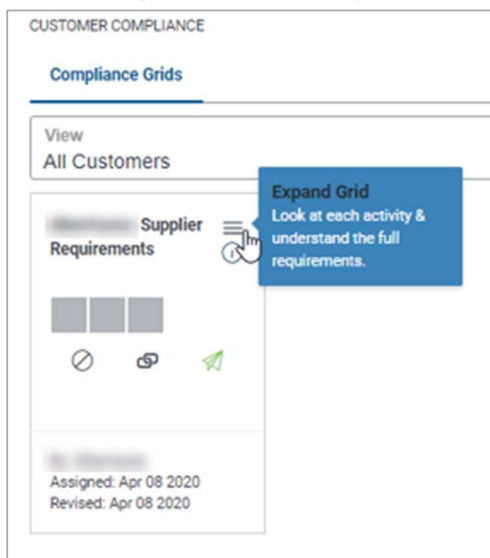 CUSTOMER COMPLIANCE
Compliance Grids
View
All Customers
Expand Grid
Look at each activity &
understand the full
requirements.
Supplier
Requirements
Assigned: Apr 08 2020
Revised: Apr 08 2020